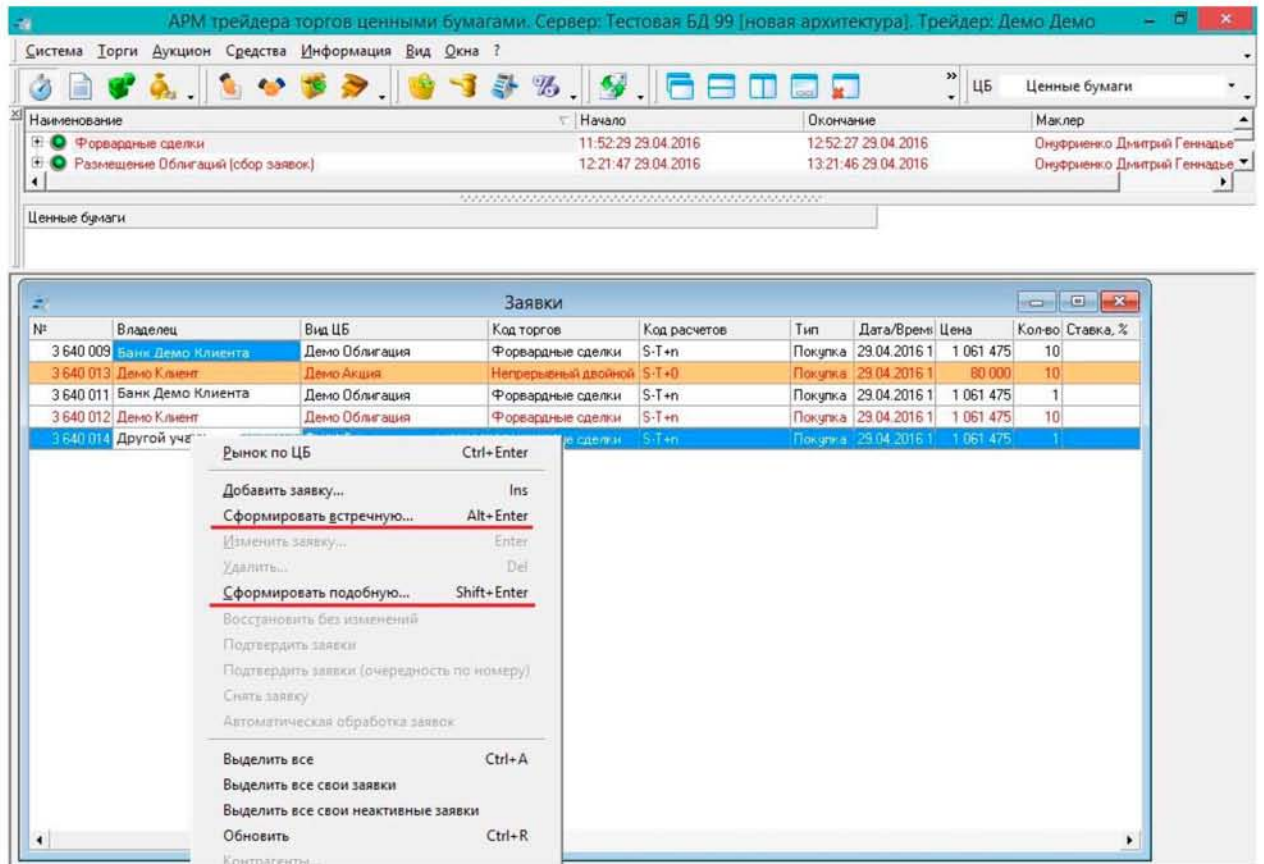 АРМ трейдера торгов ценными бумагами. Сервер: Тестовая БД 99 [новая архитектура]. Трейдер: Демо Демо
Система Торги Аукцион Средства Информация Вид Окна ?
ЦБ Ценные бумаги
Наименование Начало Окончание Маклер
Форвардные сделки 11:52:29 29.04.2016 12:52:27 29.04.2016 Онуфриенко Дмитрий Геннадье
Размещение Облигаций (сбор заявок) 12:21:47 29.04.2016 13:21:46 29.04.2016 Онуфриенко Дмитрий Геннадье
Ценные бумаги
Заявки
№ Владелец Вид ЦБ Код торгов Код расчетов Тип Дата/Время Цена Кол-во Ставка, %
3 640 009 Банк Демо Клиента Демо Облигация Форвардные сделки S-T+n Покупка 29.04.2016 1 1 061 475 10
3 640 013 Демо Клиент Демо Акция Непрерывный двойной S-T+0 Покупка 29.04.2016 1 80 000 10
3 640 011 Банк Демо Клиента Демо Облигация Форвардные сделки S-T+n Покупка 29.04.2016 1 1 061 475 1
3 640 012 Демо Клиент Демо Облигация Форвардные сделки S-T+n Покупка 29.04.2016 1 1 061 475 10
3 640 014 Другой сделки S-T+n Покупка 29.04.2016 1 1 061 475 1
Рынок по ЦБ Ctrl+Enter
Добавить заявку... Ins
Сформировать встречную... Alt+Enter
Изменить заявку... Enter
Удалить... Del
Сформировать подобную... Shift+Enter
Восстановить без изменений
Подтвердить заявки
Подтвердить заявки (очередность по номеру)
Снять заявку
Автоматическая обработка заявок
Выделить все Ctrl+A
Выделить все свои заявки
Выделить все свои неактивные заявки
Обновить Ctrl+R
Контрагенты...